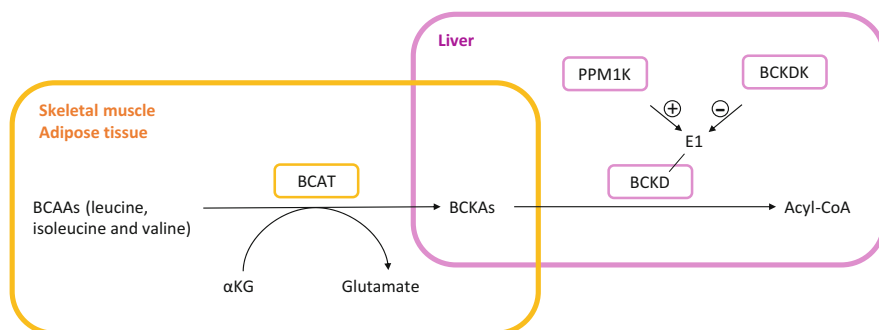 Liver
PPM1K
BCKDK
+
−
E1
Skeletal muscle
Adipose tissue
BCAT
BCKD
BCAAs (leucine,
isoleucine and valine)
BCKAs
Acyl-CoA
αKG
Glutamate